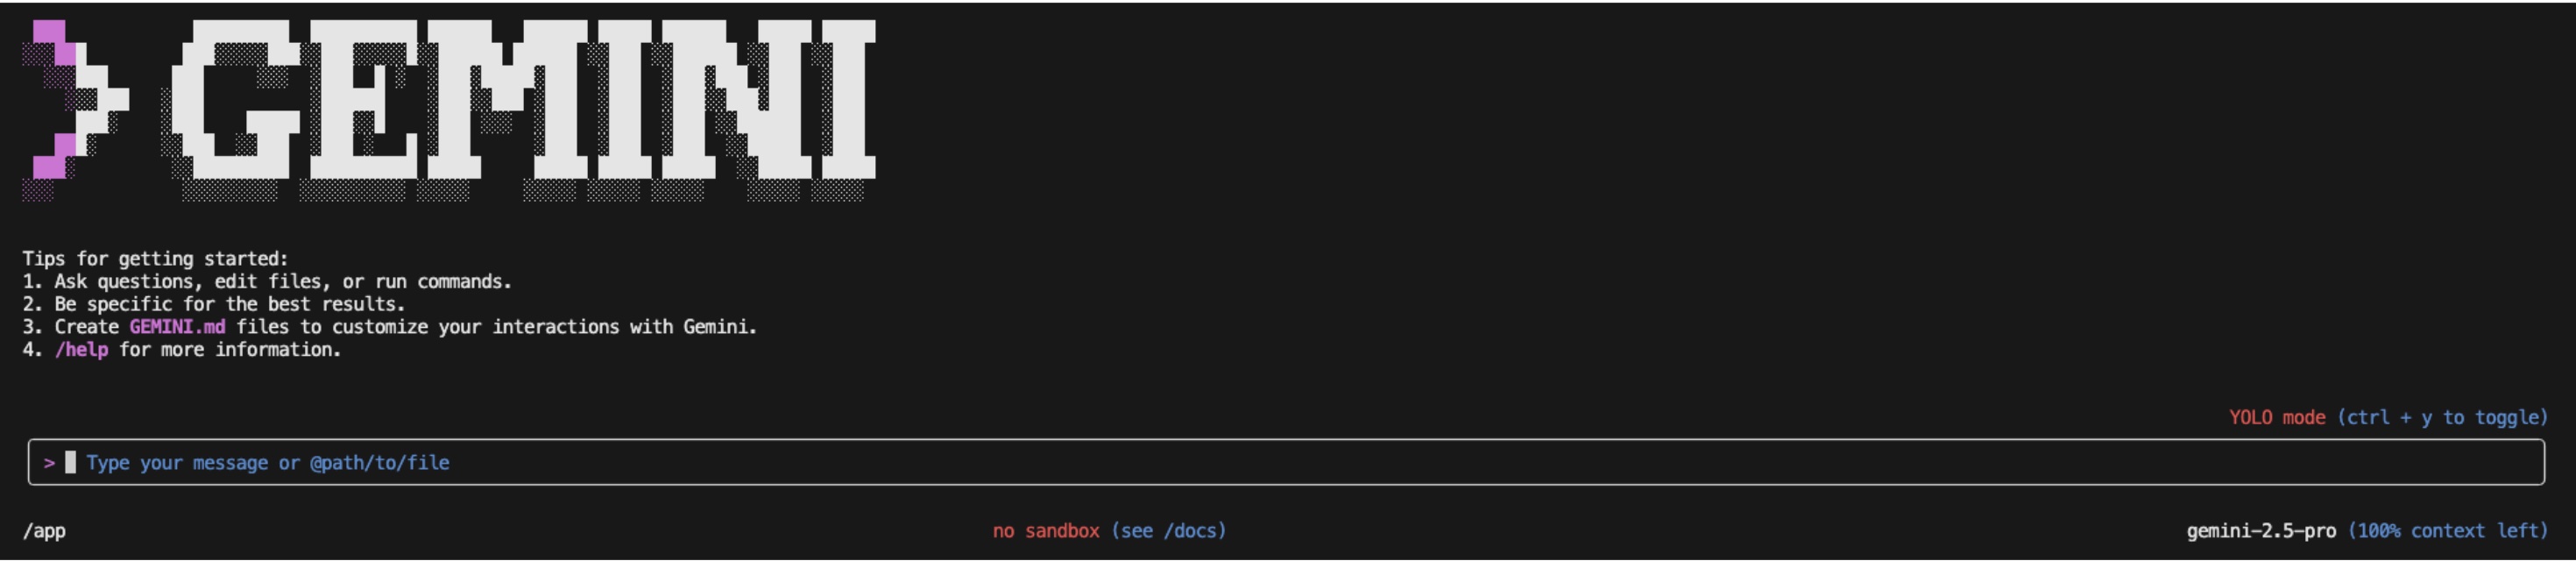 > GEMINI
Tips for getting started:
1. Ask questions, edit files, or run commands.
2. Be specific for the best results.
3. Create GEMINI.md files to customize your interactions with Gemini.
4. /help for more information.
YOLO mode (ctrl + y to toggle)
> Type your message or @path/to/file
/app no sandbox (see /docs) gemini-2.5-pro (100% context left)